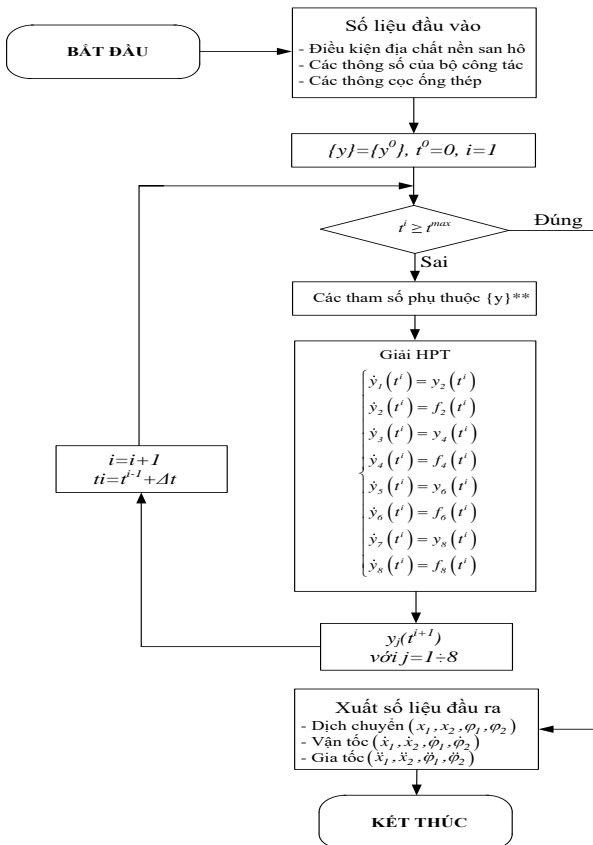 BẮT ĐẦU
Số liệu đầu vào
- Điều kiện địa chất nền san hô
- Các thông số của bộ công tác
- Các thông cọc ống thép
{y}={y⁰}, t⁰=0, i=1
tⁱ ≥ tᵐᵃˣ
Đúng
Sai
Các tham số phụ thuộc {y}**
Giải HPT
ẏ₁(tⁱ) = y₂(tⁱ)
ẏ₂(tⁱ) = f₂(tⁱ)
ẏ₃(tⁱ) = y₄(tⁱ)
ẏ₄(tⁱ) = f₄(tⁱ)
ẏ₅(tⁱ) = y₆(tⁱ)
ẏ₆(tⁱ) = f₆(tⁱ)
ẏ₇(tⁱ) = y₈(tⁱ)
ẏ₈(tⁱ) = f₈(tⁱ)
i=i+1
ti=tⁱ⁻¹+Δt
yⱼ(tⁱ⁺¹)
với j=1÷8
Xuất số liệu đầu ra
- Dịch chuyển (x₁, x₂, φ₁, φ₂)
- Vận tốc (ẋ₁, ẋ₂, φ̇₁, φ̇₂)
- Gia tốc (ẍ₁, ẍ₂, φ̈₁, φ̈₂)
KẾT THÚC